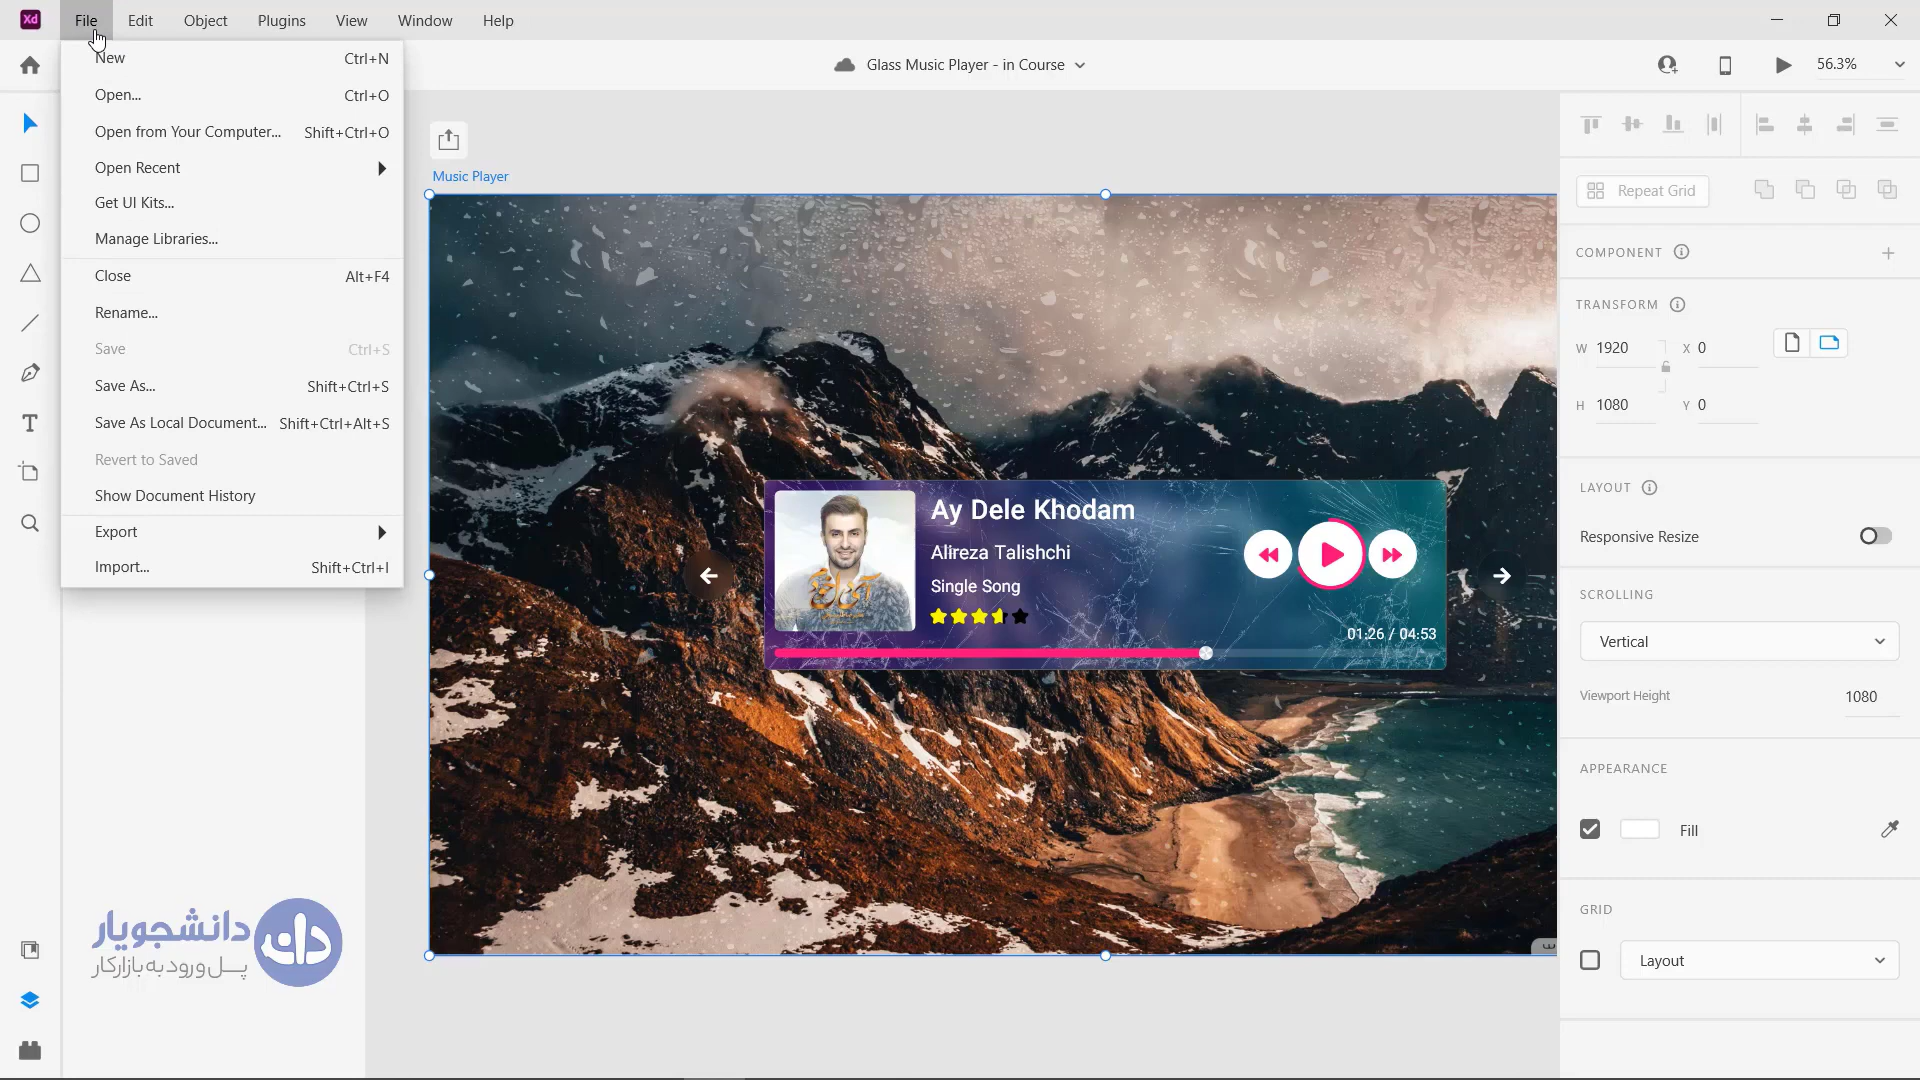 Xd File Edit Object Plugins View Window Help
Glass Music Player - in Course
56.3%
New Ctrl+N
Open... Ctrl+O
Open from Your Computer... Shift+Ctrl+O
Open Recent
Get UI Kits...
Manage Libraries...
Close Alt+F4
Rename...
Save Ctrl+S
Save As... Shift+Ctrl+S
Save As Local Document... Shift+Ctrl+Alt+S
Revert to Saved
Show Document History
Export
Import... Shift+Ctrl+I
Music Player
Ay Dele Khodam
Alireza Talishchi
Single Song
01:26 / 04:53
Repeat Grid
COMPONENT
TRANSFORM
W 1920 X 0
H 1080 Y 0
LAYOUT
Responsive Resize
SCROLLING
Vertical
Viewport Height 1080
APPEARANCE
Fill
GRID
Layout
دانشجویار
پل ورود به بازار کار